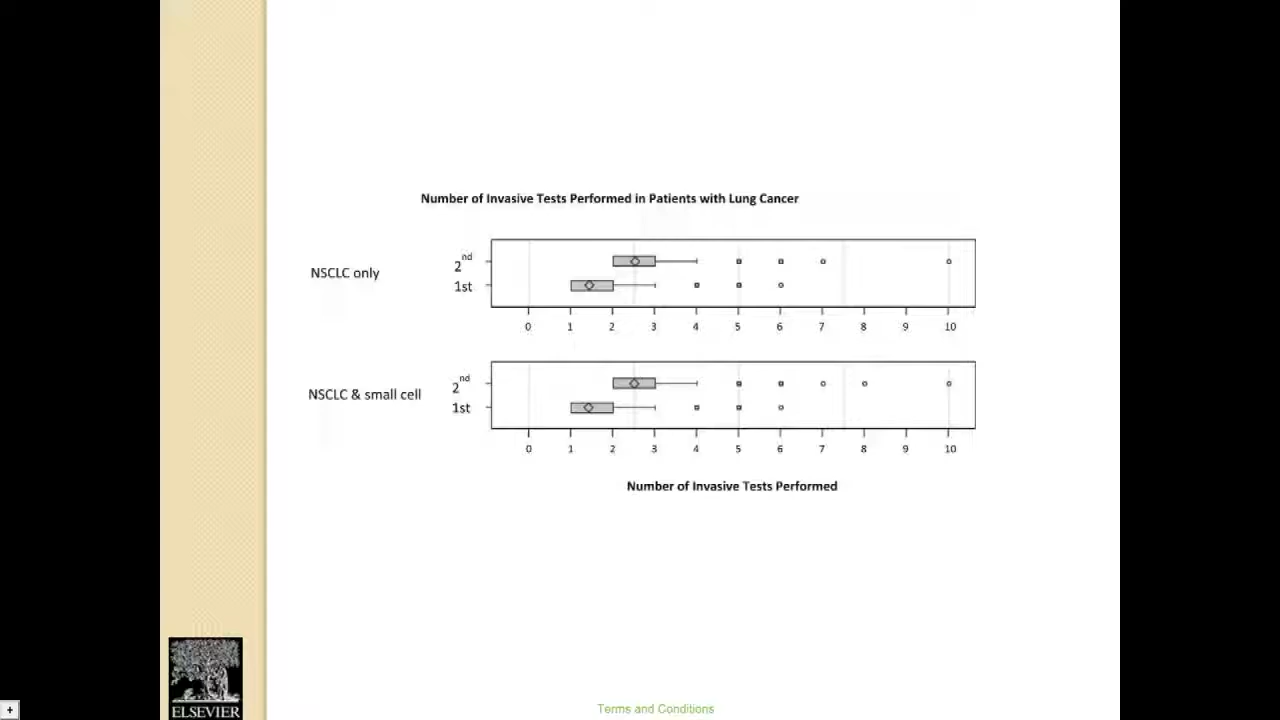 Number of Invasive Tests Performed in Patients with Lung Cancer
NSCLC only
2nd
1st
0 1 2 3 4 5 6 7 8 9 10
NSCLC & small cell
2nd
1st
0 1 2 3 4 5 6 7 8 9 10
Number of Invasive Tests Performed
ELSEVIER
Terms and Conditions
+